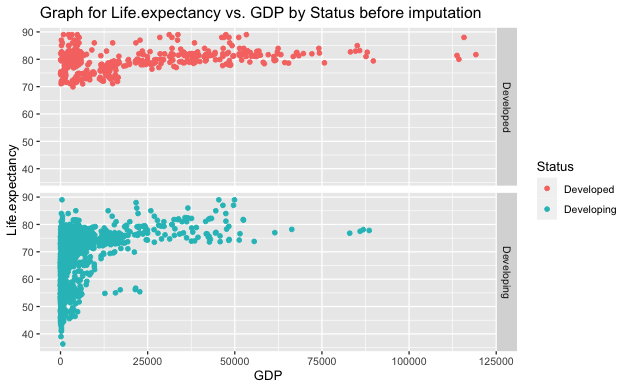 Graph for Life.expectancy vs. GDP by Status before imputation
90
80
70
60
50
40
Developed
90
80
70
60
50
40
Developing
Life.expectancy
0 25000 50000 75000 100000 125000
GDP
Status
Developed
Developing